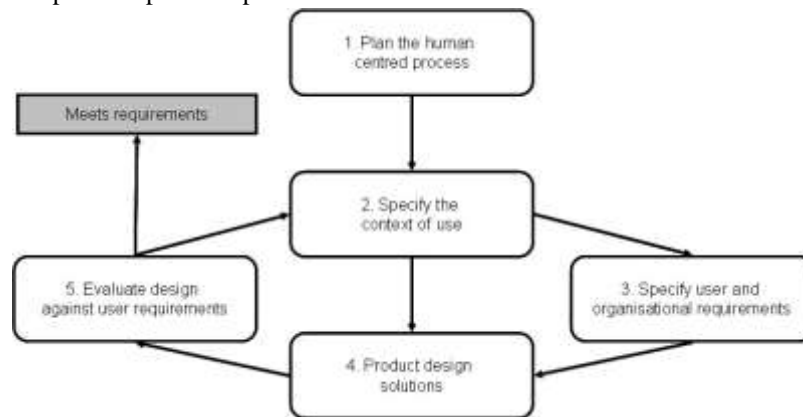 1. Plan the human
centred process
Meets requirements
2. Specify the
context of use
5. Evaluate design
against user requirements
3. Specify user and
organisational requirements
4. Product design
solutions